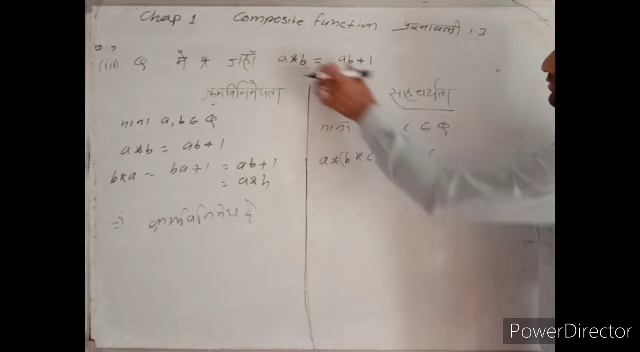 Chap 1 Composite function प्रश्नावली 1.3
(iii) Q में * जहाँ a*b = ab+1
क्रमविनिमेयता
माना a,b ∈ Q
a*b = ab+1
b*a = ba+1 = ab+1
= a*b
⇒ क्रमविनिमेय है
साहचर्यता
माना c ∈ Q
a*(b*c
PowerDirector